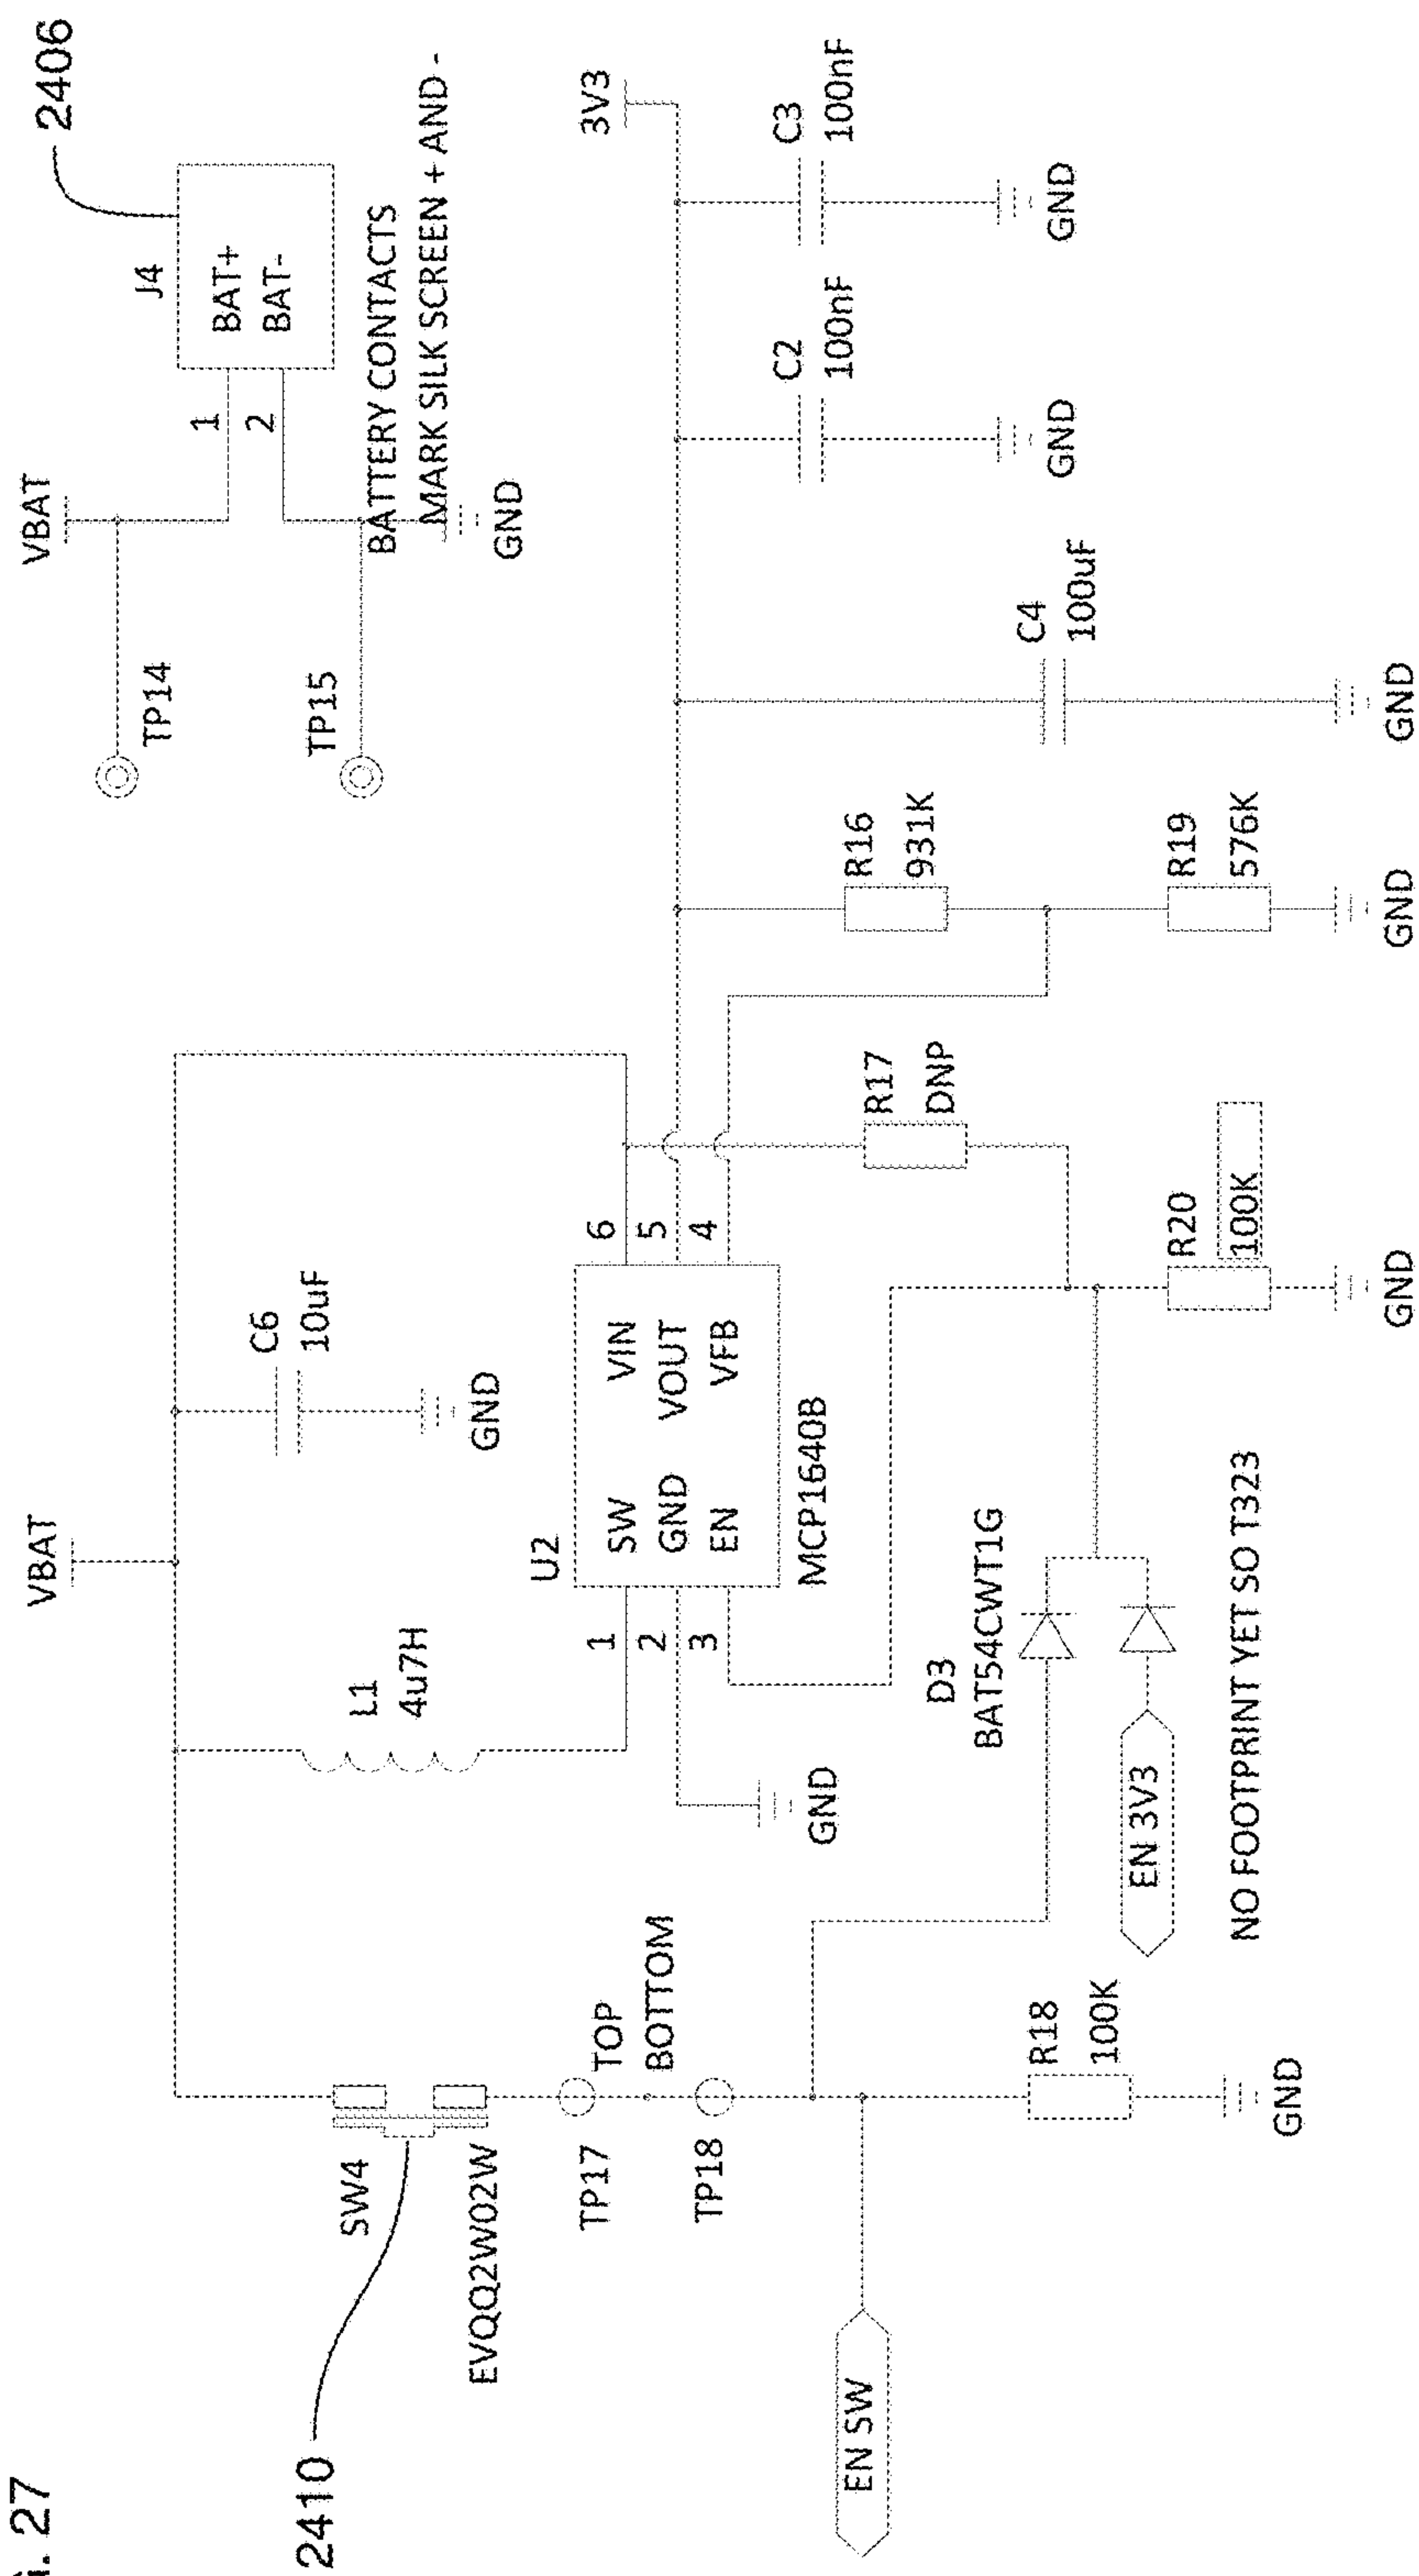 G. 27
2410
SW4
EVQQ2W02W
TP17
TOP
BOTTOM
TP18
EN SW
R18
100K
GND
VBAT
L1
4u7H
C6
10uF
GND
U2
SW
GND
EN
VIN
VOUT
VFB
1
2
3
6
5
4
MCP1640B
GND
D3
BAT54CWT1G
EN 3V3
NO FOOTPRINT YET SO T323
R17
DNP
R20
100K
GND
R16
931K
R19
576K
GND
C4
100uF
GND
C2
100nF
GND
C3
100nF
GND
3V3
VBAT
TP14
TP15
1
2
J4
BAT+
BAT-
2406
BATTERY CONTACTS
MARK SILK SCREEN + AND -
GND